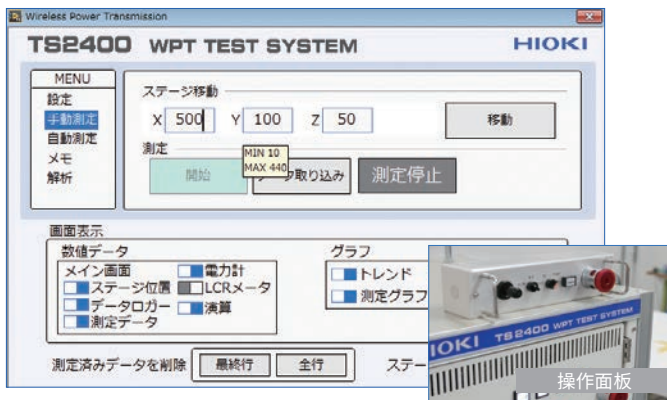 Wireless Power Transmission
TS2400 WPT TEST SYSTEM HIOKI
MENU
設定
手動測定
自動測定
メモ
解析
ステージ移動
X 500 Y 100 Z 50 移動
測定
MIN 10
MAX 440
開始 データ取り込み 測定停止
画面表示
数値データ
メイン画面 電力計
ステージ位置 LCRメータ
データロガー 演算
測定データ
グラフ
トレンド
測定グラフ
測定済みデータを削除 最終行 全行 ステー
HIOKI TS2400 WPT TEST SYSTEM
操作面板